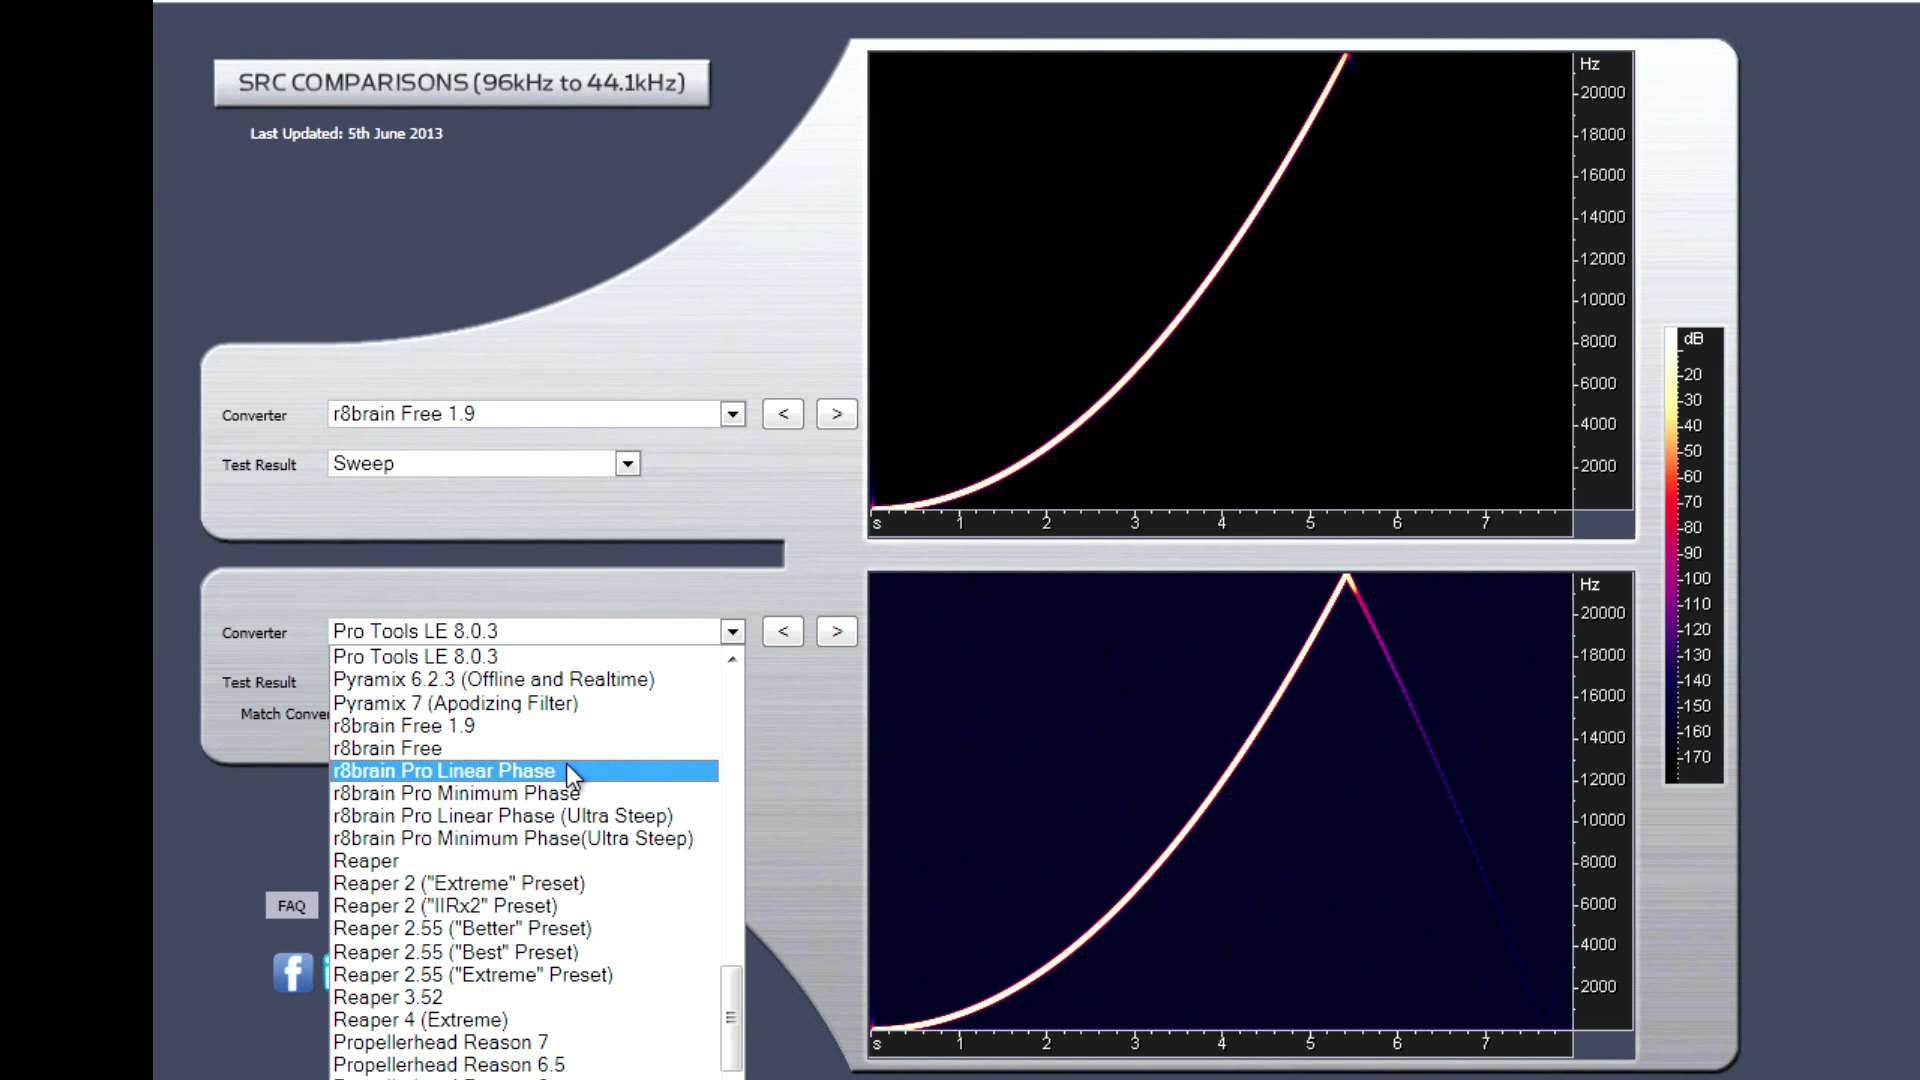 SRC COMPARISONS (96kHz to 44.1kHz)
Last Updated: 5th June 2013
Converter
r8brain Free 1.9
<
>
Test Result
Sweep
Hz
20000
18000
16000
14000
12000
10000
8000
6000
4000
2000
s 1 2 3 4 5 6 7
dB
-20
-30
-40
-50
-60
-70
-80
-90
-100
-110
-120
-130
-140
-150
-160
-170
Converter
Pro Tools LE 8.0.3
<
>
Test Result
Match Conver
Pro Tools LE 8.0.3
Pyramix 6.2.3 (Offline and Realtime)
Pyramix 7 (Apodizing Filter)
r8brain Free 1.9
r8brain Free
r8brain Pro Linear Phase
r8brain Pro Minimum Phase
r8brain Pro Linear Phase (Ultra Steep)
r8brain Pro Minimum Phase(Ultra Steep)
Reaper
Reaper 2 ("Extreme" Preset)
Reaper 2 ("IIRx2" Preset)
Reaper 2.55 ("Better" Preset)
Reaper 2.55 ("Best" Preset)
Reaper 2.55 ("Extreme" Preset)
Reaper 3.52
Reaper 4 (Extreme)
Propellerhead Reason 7
Propellerhead Reason 6.5
FAQ
f
Hz
20000
18000
16000
14000
12000
10000
8000
6000
4000
2000
s 1 2 3 4 5 6 7